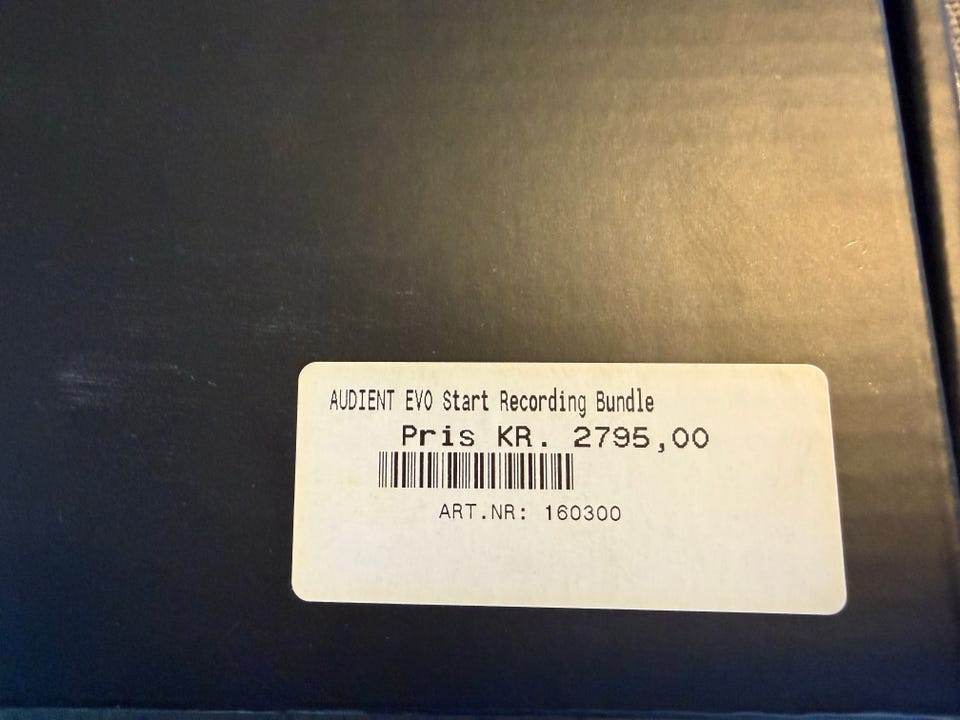 AUDIENT EVO Start Recording Bundle
Pris KR. 2795,00
ART.NR: 160300